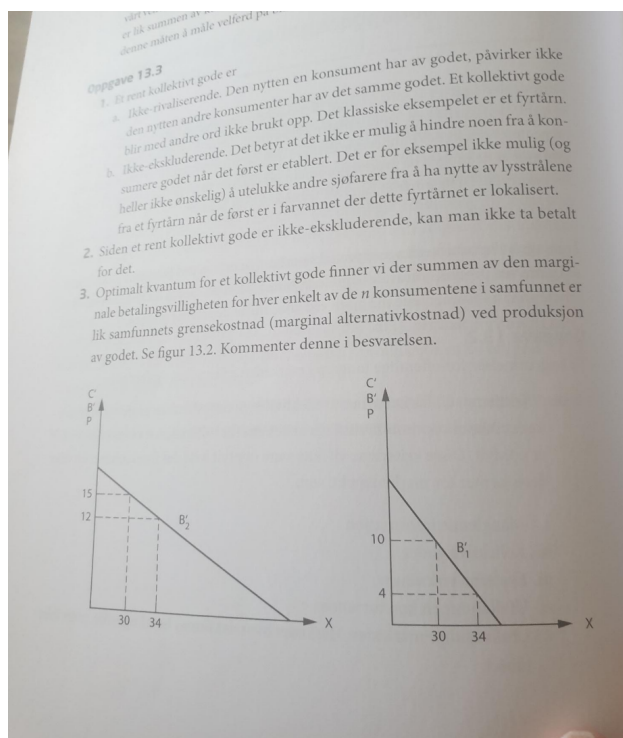 er lik summen av
denne måten å måle velferd på
Oppgave 13.3
1. Et rent kollektivt gode er
a. Ikke-rivaliserende. Den nytten en konsument har av godet, påvirker ikke
den nytten andre konsumenter har av det samme godet. Et kollektivt gode
blir med andre ord ikke brukt opp. Det klassiske eksempelet er et fyrtårn.
b. Ikke-ekskluderende. Det betyr at det ikke er mulig å hindre noen fra å kon-
sumere godet når det først er etablert. Det er for eksempel ikke mulig (og
heller ikke ønskelig) å utelukke andre sjøfarere fra å ha nytte av lysstrålene
fra et fyrtårn når de først er i farvannet der dette fyrtårnet er lokalisert.
2. Siden et rent kollektivt gode er ikke-ekskluderende, kan man ikke ta betalt
for det.
3. Optimalt kvantum for et kollektivt gode finner vi der summen av den margi-
nale betalingsvilligheten for hver enkelt av de n konsumentene i samfunnet er
lik samfunnets grensekostnad (marginal alternativkostnad) ved produksjon
av godet. Se figur 13.2. Kommenter denne i besvarelsen.
C'
B'
P
15
12
B'₂
30 34
X
C'
B'
P
10
B'₁
4
30 34
X